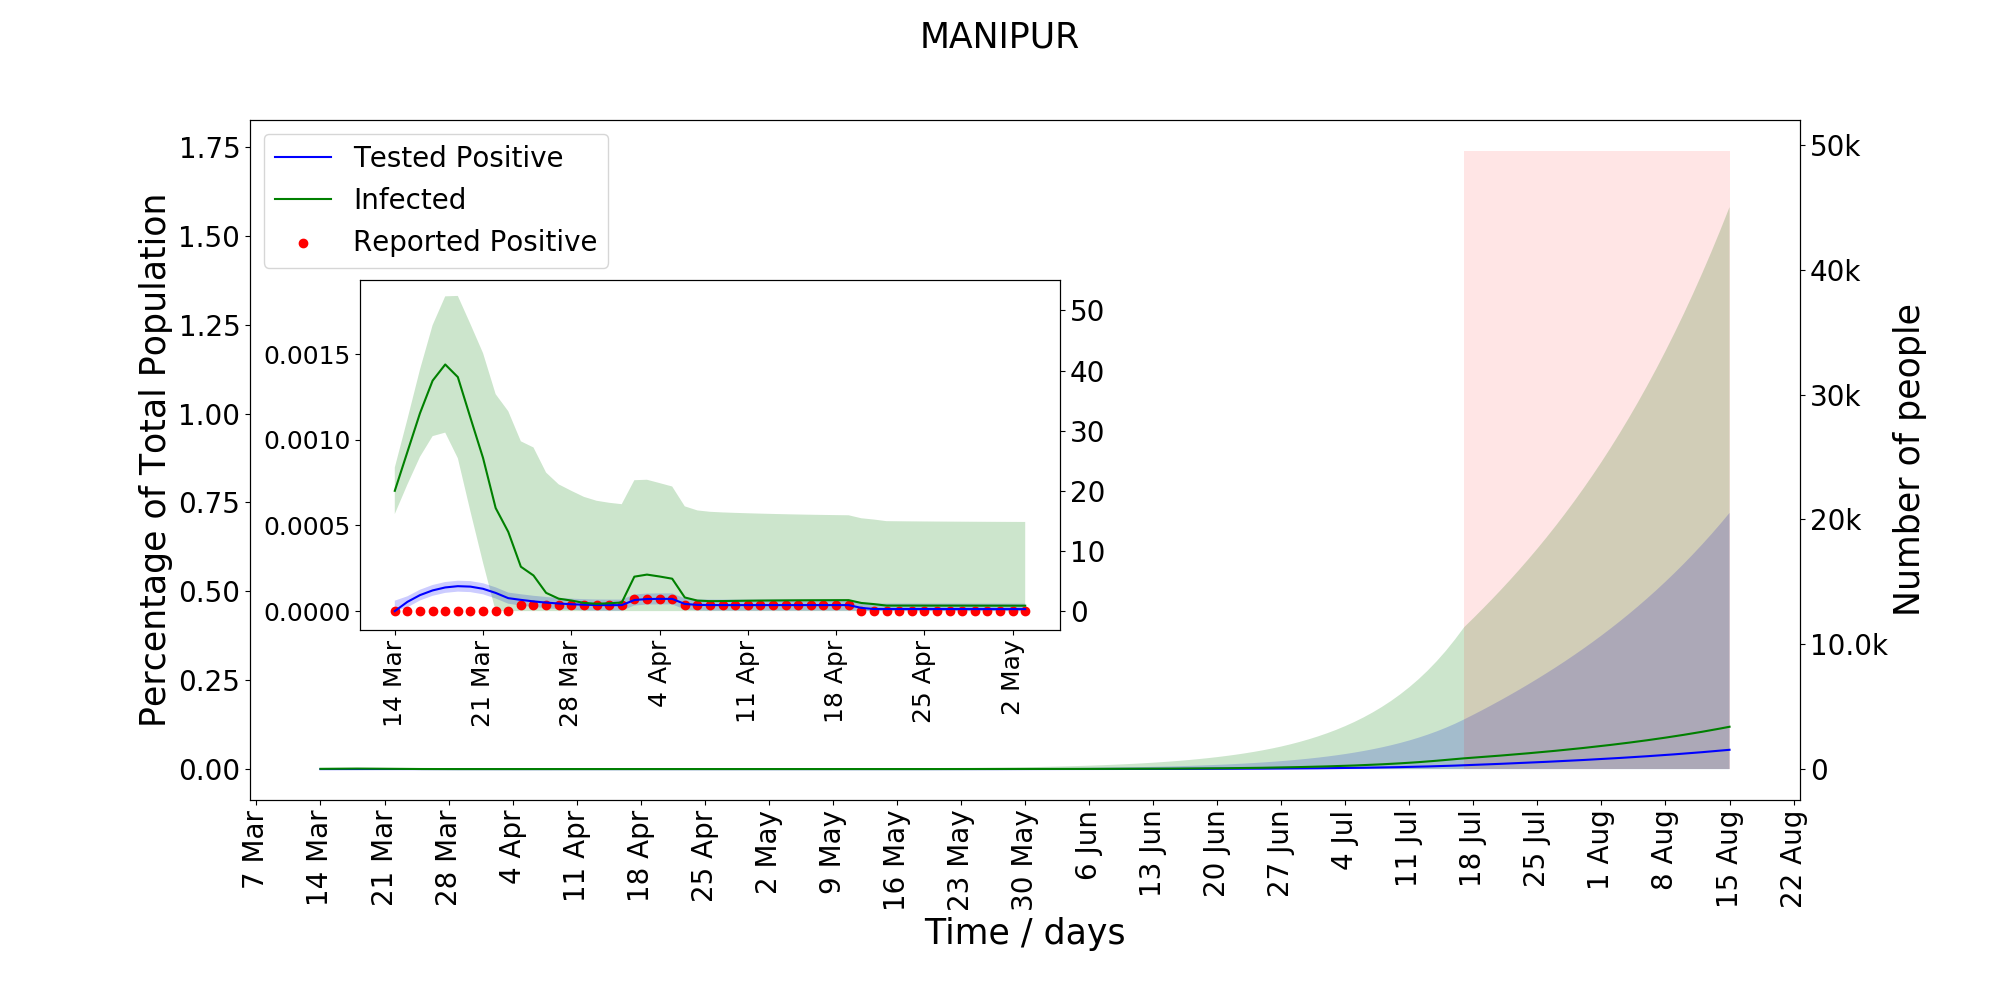 MANIPUR
Percentage of Total Population
1.75
1.50
1.25
1.00
0.75
0.50
0.25
0.00
Tested Positive
Infected
Reported Positive
0.0015
0.0010
0.0005
0.0000
50
40
30
20
10
0
14 Mar
21 Mar
28 Mar
4 Apr
11 Apr
18 Apr
25 Apr
2 May
50k
40k
30k
20k
10.0k
0
Number of people
7 Mar
14 Mar
21 Mar
28 Mar
4 Apr
11 Apr
18 Apr
25 Apr
2 May
9 May
16 May
23 May
30 May
6 Jun
13 Jun
20 Jun
27 Jun
4 Jul
11 Jul
18 Jul
25 Jul
1 Aug
8 Aug
15 Aug
22 Aug
Time / days